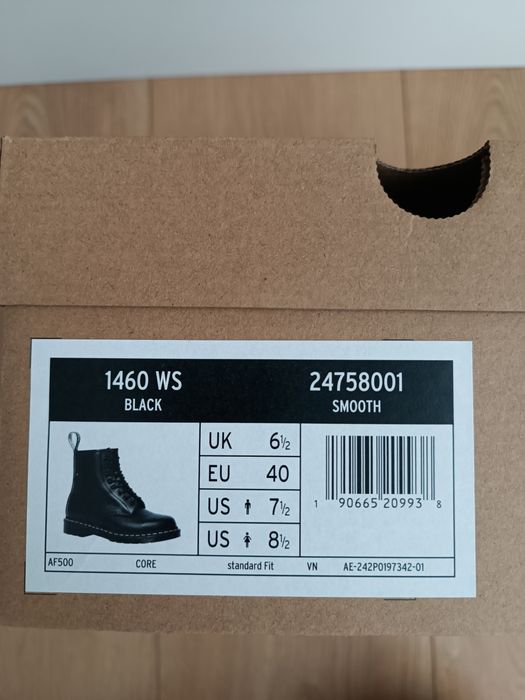 1460 WS 24758001
BLACK SMOOTH
UK 6½
EU 40
US 7½
US 8½
1 90665 20993 8
AF500 CORE standard Fit VN AE-242P0197342-01